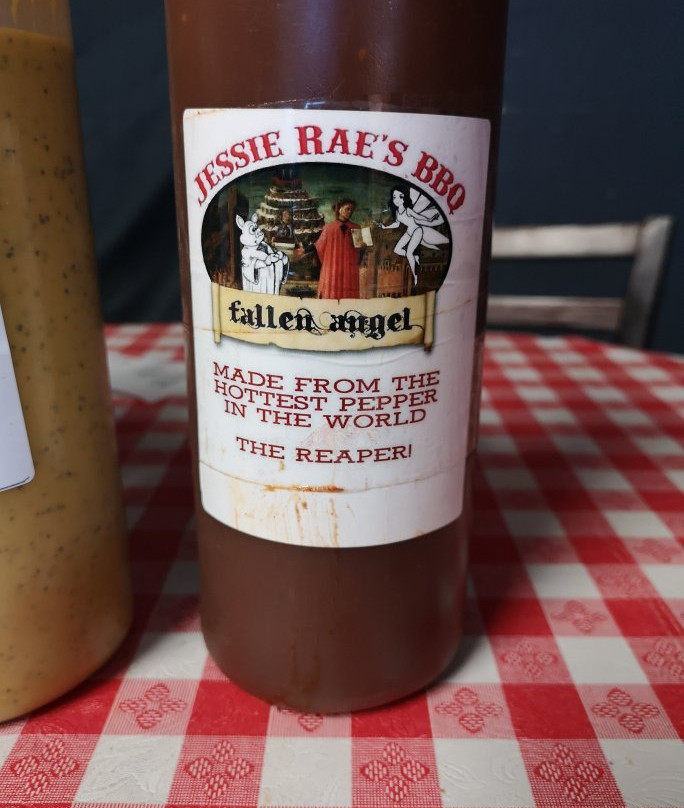 JESSIE RAE'S BBQ
fallen angel
MADE FROM THE
HOTTEST PEPPER
IN THE WORLD
THE REAPER!